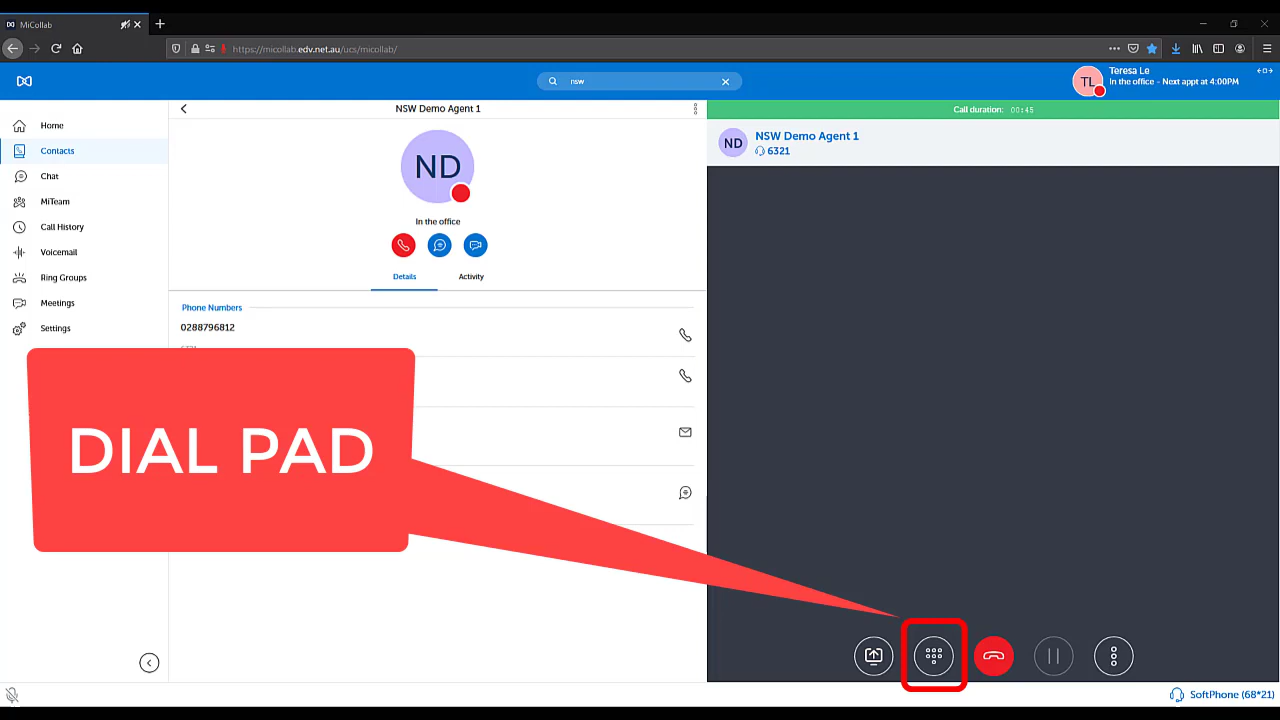 MiCollab
https://micollab.edv.net.au/ucs/micollab/
nsw
TL
Teresa Le
In the office - Next appt at 4:00PM
Home
Contacts
Chat
MiTeam
Call History
Voicemail
Ring Groups
Meetings
Settings
NSW Demo Agent 1
ND
In the office
Details
Activity
Phone Numbers
0288796812
Call duration: 00:45
ND
NSW Demo Agent 1
6321
DIAL PAD
SoftPhone (68*21)